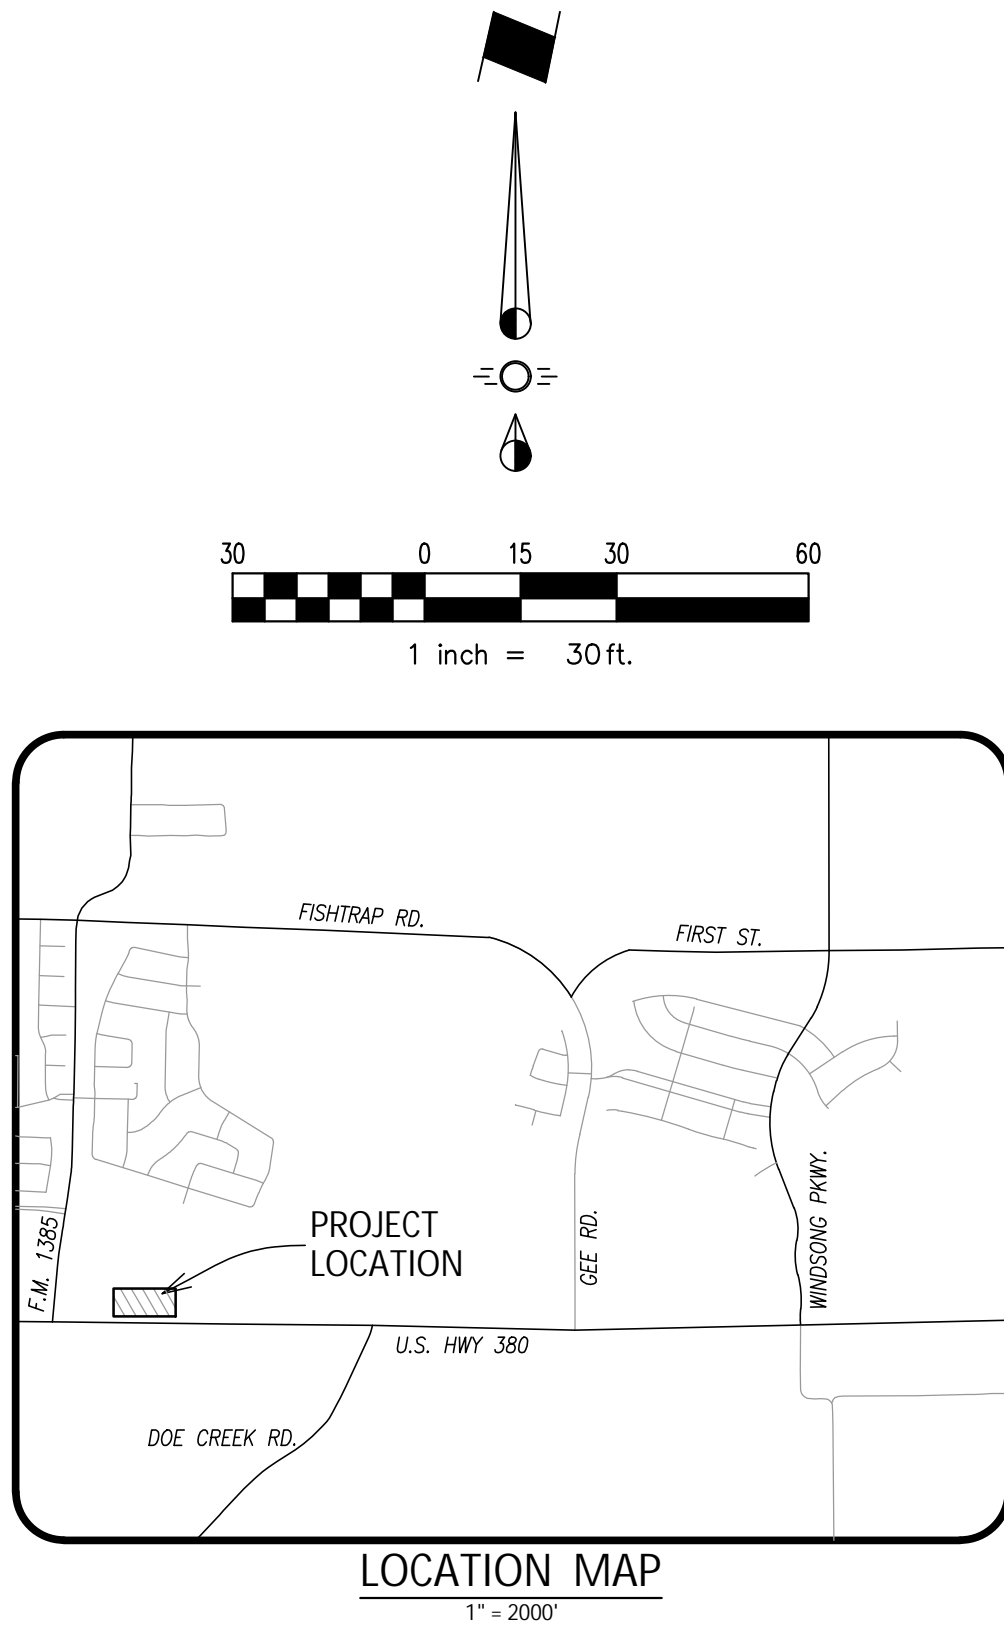 30 0 15 30 60
1 inch = 30 ft.
FISHTRAP RD.
FIRST ST.
WINDSONG PKWY.
GEE RD.
F.M. 1385
PROJECT
LOCATION
U.S. HWY 380
DOE CREEK RD.
LOCATION MAP
1" = 2000'